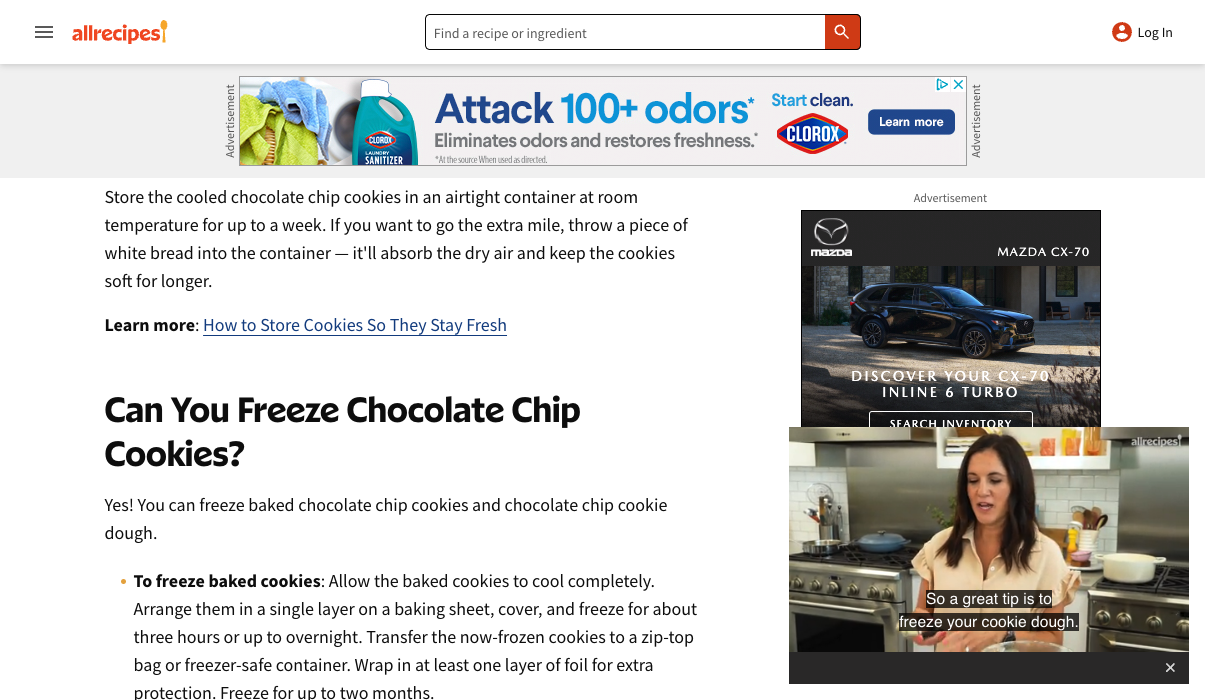 allrecipes
Find a recipe or ingredient
Log In
Advertisement
CLOROX
LAUNDRY
SANITIZER
Attack 100+ odors*
Eliminates odors and restores freshness.*
*At the source When used as directed.
Start clean.
CLOROX
Learn more
Advertisement
Store the cooled chocolate chip cookies in an airtight container at room
temperature for up to a week. If you want to go the extra mile, throw a piece of
white bread into the container — it'll absorb the dry air and keep the cookies
soft for longer.
Learn more: How to Store Cookies So They Stay Fresh
Can You Freeze Chocolate Chip
Cookies?
Yes! You can freeze baked chocolate chip cookies and chocolate chip cookie
dough.
• To freeze baked cookies: Allow the baked cookies to cool completely.
Arrange them in a single layer on a baking sheet, cover, and freeze for about
three hours or up to overnight. Transfer the now-frozen cookies to a zip-top
bag or freezer-safe container. Wrap in at least one layer of foil for extra
protection. Freeze for up to two months.
Advertisement
mazda
MAZDA CX-70
DISCOVER YOUR CX-70
INLINE 6 TURBO
SEARCH INVENTORY
allrecipes
So a great tip is to
freeze your cookie dough.